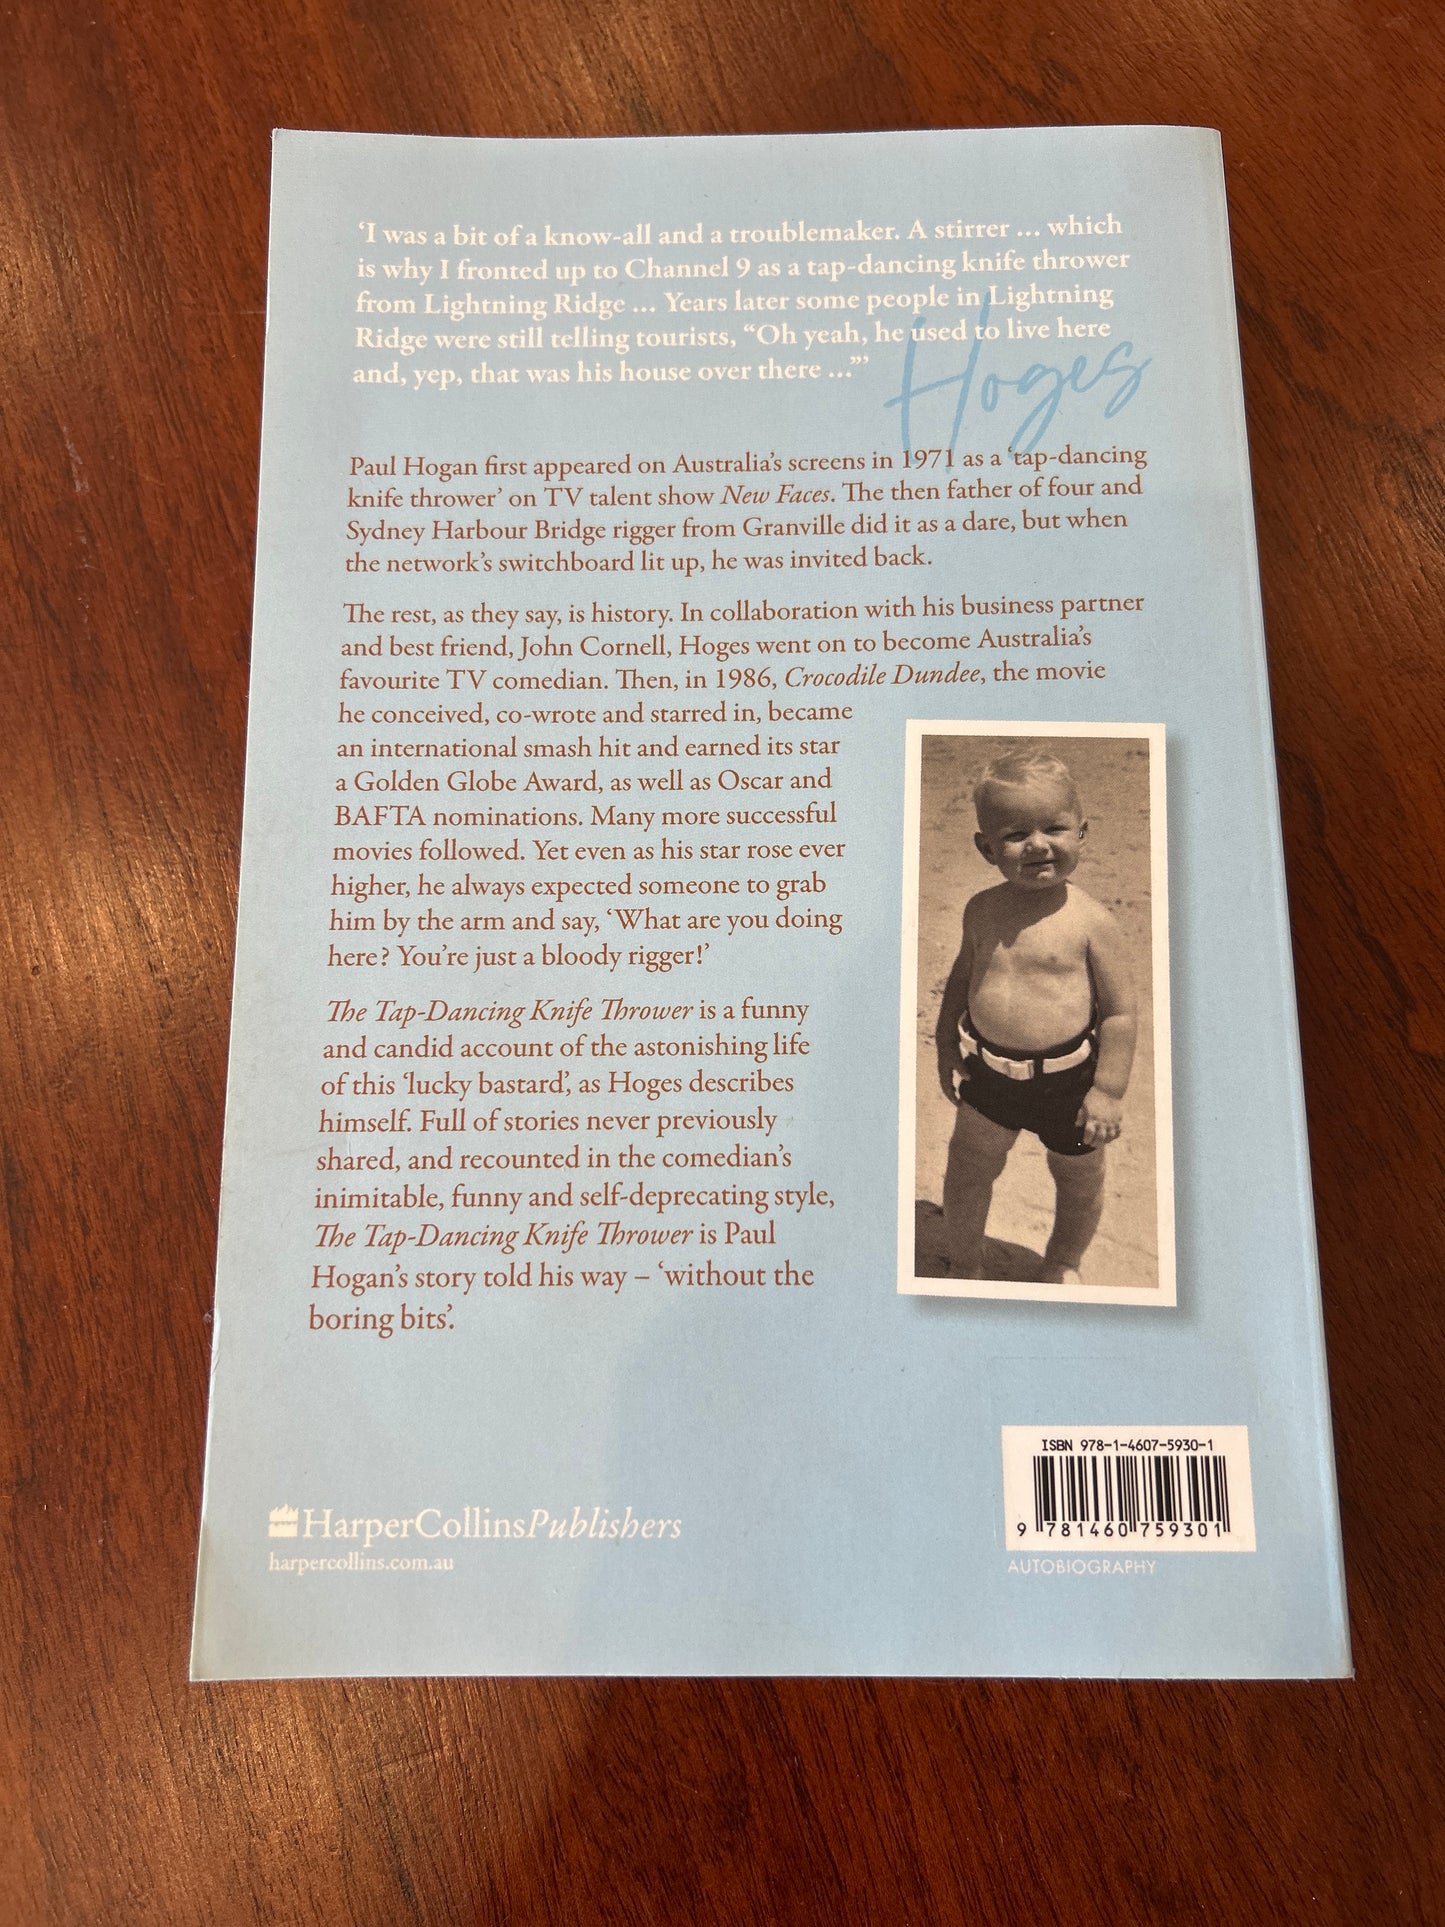 ‘I was a bit of a know-all and a troublemaker. A stirrer ... which
is why I fronted up to Channel 9 as a tap-dancing knife thrower
from Lightning Ridge ... Years later some people in Lightning
Ridge were still telling tourists, “Oh yeah, he used to live here
and, yep, that was his house over there ...”’
Hoges
Paul Hogan first appeared on Australia’s screens in 1971 as a ‘tap-dancing
knife thrower’ on TV talent show New Faces. The then father of four and
Sydney Harbour Bridge rigger from Granville did it as a dare, but when
the network’s switchboard lit up, he was invited back.
The rest, as they say, is history. In collaboration with his business partner
and best friend, John Cornell, Hoges went on to become Australia’s
favourite TV comedian. Then, in 1986, Crocodile Dundee, the movie
he conceived, co-wrote and starred in, became
an international smash hit and earned its star
a Golden Globe Award, as well as Oscar and
BAFTA nominations. Many more successful
movies followed. Yet even as his star rose ever
higher, he always expected someone to grab
him by the arm and say, ‘What are you doing
here? You’re just a bloody rigger!’
The Tap-Dancing Knife Thrower is a funny
and candid account of the astonishing life
of this ‘lucky bastard’, as Hoges describes
himself. Full of stories never previously
shared, and recounted in the comedian’s
inimitable, funny and self-deprecating style,
The Tap-Dancing Knife Thrower is Paul
Hogan’s story told his way – ‘without the
boring bits’.
ISBN 978-1-4607-5930-1
9 781460 759301
AUTOBIOGRAPHY
HarperCollinsPublishers
harpercollins.com.au